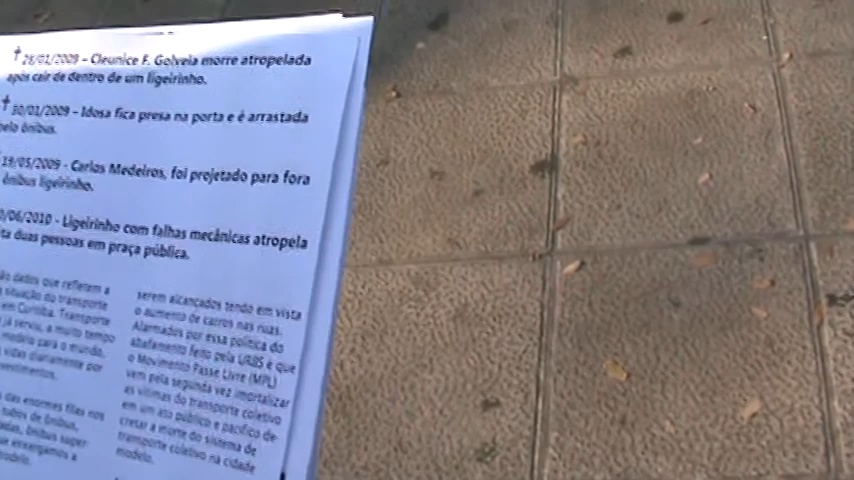 26/01/2009 – Cleunice F. Golveia morre atropelada
após cair de dentro de um ligeirinho.
30/01/2009 – Idosa fica presa na porta e é arrastada
pelo ônibus.
19/05/2009 - Carlos Medeiros, foi projetado para fora
ônibus ligeirinho.
/06/2010 - Ligeirinho com falhas mecânicas atropela
ta duas pessoas em praça pública.
ão dados que refletem a
situação do transporte
em Curitiba. Transporte
já serviu, a muito tempo
modelo para o mundo,
vidas diariamente por
das enormes filas nos
tubos de ônibus,
ônibus super
enxergamos a
serem alcançados tendo em vista
o aumento de carros nas ruas.
Alarmados por essa política do
abafamento feito pela URBS é que
o Movimento Passe Livre (MPL)
vem pela segunda vez imortalizar
as vítimas do transporte coletivo
em um ato público e pacífico de-
cretar a morte do sistema de
transporte coletivo na cidade
modelo.